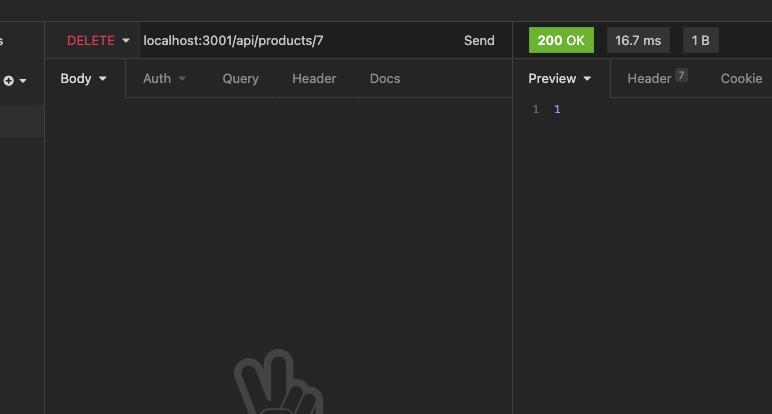 s
DELETE localhost:3001/api/products/7 Send 200 OK 16.7 ms 1 B
Body Auth Query Header Docs Preview Header 7 Cookie
1 1